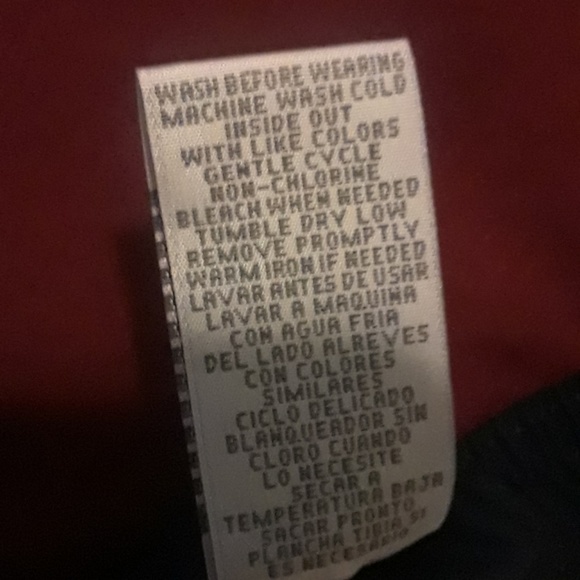 WASH BEFORE WEARING
MACHINE WASH COLD
INSIDE OUT
WITH LIKE COLORS
GENTLE CYCLE
NON-CHLORINE
BLEACH WHEN NEEDED
TUMBLE DRY LOW
REMOVE PROMPTLY
WARM IRON IF NEEDED
LAVAR ANTES DE USAR
LAVAR A MAQUINA
CON AGUA FRIA
DEL LADO ALREVES
CON COLORES
SIMILARES
CICLO DELICADO
BLANQUEADOR SIN
CLORO CUANDO
LO NECESITE
SECAR A
TEMPERATURA BAJA
SACAR PRONTO
PLANCHA TIBIA SI
ES NECESARIO